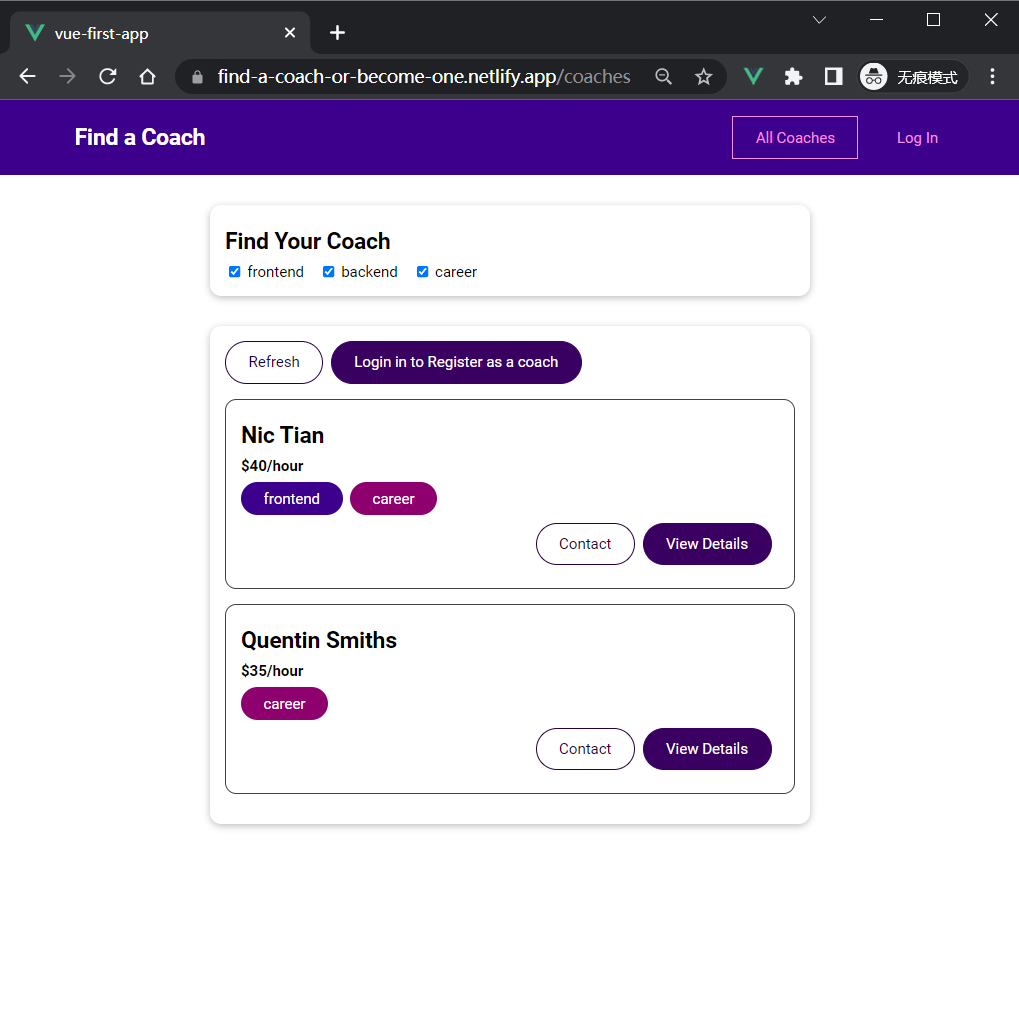 vue-first-app
find-a-coach-or-become-one.netlify.app/coaches
无痕模式
Find a Coach
All Coaches
Log In
Find Your Coach
frontend backend career
Refresh
Login in to Register as a coach
Nic Tian
$40/hour
frontend career
Contact
View Details
Quentin Smiths
$35/hour
career
Contact
View Details